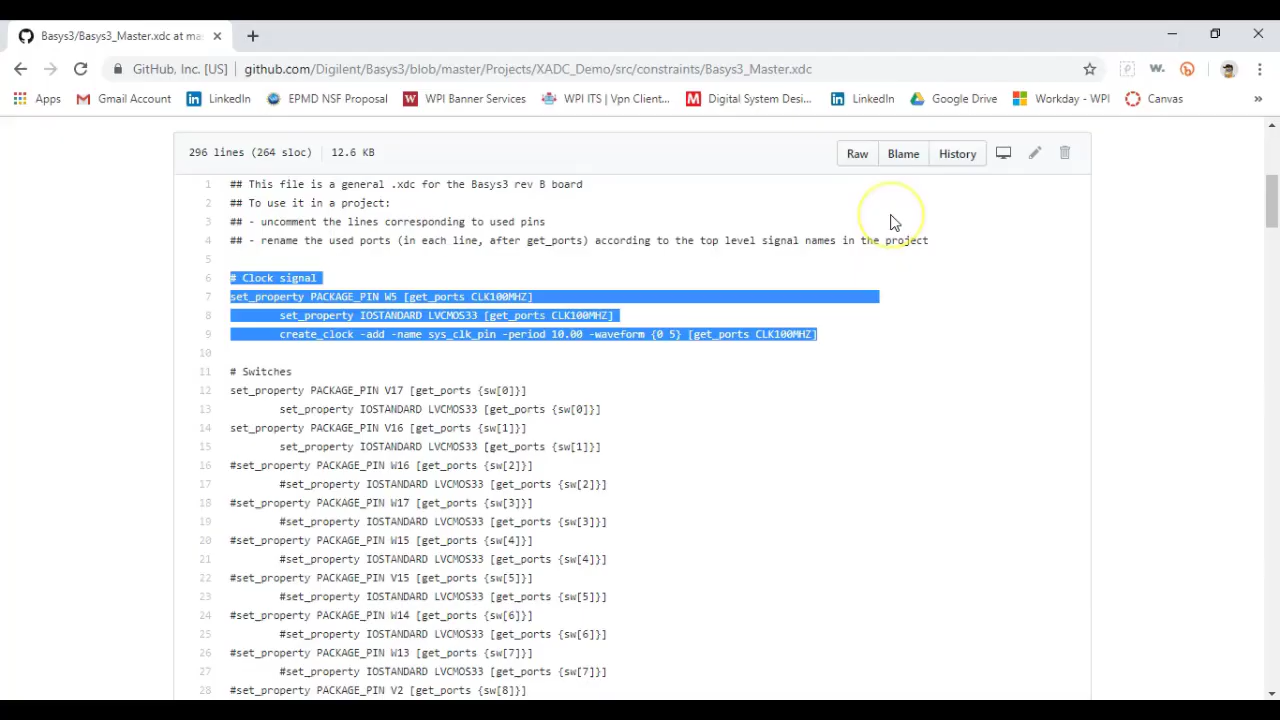 Basys3/Basys3_Master.xdc at ma
GitHub, Inc. [US] | github.com/Digilent/Basys3/blob/master/Projects/XADC_Demo/src/constraints/Basys3_Master.xdc
Apps Gmail Account LinkedIn EPMD NSF Proposal WPI Banner Services WPI ITS | Vpn Client... Digital System Desi... LinkedIn Google Drive Workday - WPI Canvas »
296 lines (264 sloc) | 12.6 KB Raw Blame History
1 ## This file is a general .xdc for the Basys3 rev B board
2 ## To use it in a project:
3 ## - uncomment the lines corresponding to used pins
4 ## - rename the used ports (in each line, after get_ports) according to the top level signal names in the project
5
6 # Clock signal
7 set_property PACKAGE_PIN W5 [get_ports CLK100MHZ]
8 set_property IOSTANDARD LVCMOS33 [get_ports CLK100MHZ]
9 create_clock -add -name sys_clk_pin -period 10.00 -waveform {0 5} [get_ports CLK100MHZ]
10
11 # Switches
12 set_property PACKAGE_PIN V17 [get_ports {sw[0]}]
13 set_property IOSTANDARD LVCMOS33 [get_ports {sw[0]}]
14 set_property PACKAGE_PIN V16 [get_ports {sw[1]}]
15 set_property IOSTANDARD LVCMOS33 [get_ports {sw[1]}]
16 #set_property PACKAGE_PIN W16 [get_ports {sw[2]}]
17 #set_property IOSTANDARD LVCMOS33 [get_ports {sw[2]}]
18 #set_property PACKAGE_PIN W17 [get_ports {sw[3]}]
19 #set_property IOSTANDARD LVCMOS33 [get_ports {sw[3]}]
20 #set_property PACKAGE_PIN W15 [get_ports {sw[4]}]
21 #set_property IOSTANDARD LVCMOS33 [get_ports {sw[4]}]
22 #set_property PACKAGE_PIN V15 [get_ports {sw[5]}]
23 #set_property IOSTANDARD LVCMOS33 [get_ports {sw[5]}]
24 #set_property PACKAGE_PIN W14 [get_ports {sw[6]}]
25 #set_property IOSTANDARD LVCMOS33 [get_ports {sw[6]}]
26 #set_property PACKAGE_PIN W13 [get_ports {sw[7]}]
27 #set_property IOSTANDARD LVCMOS33 [get_ports {sw[7]}]
28 #set_property PACKAGE_PIN V2 [get_ports {sw[8]}]